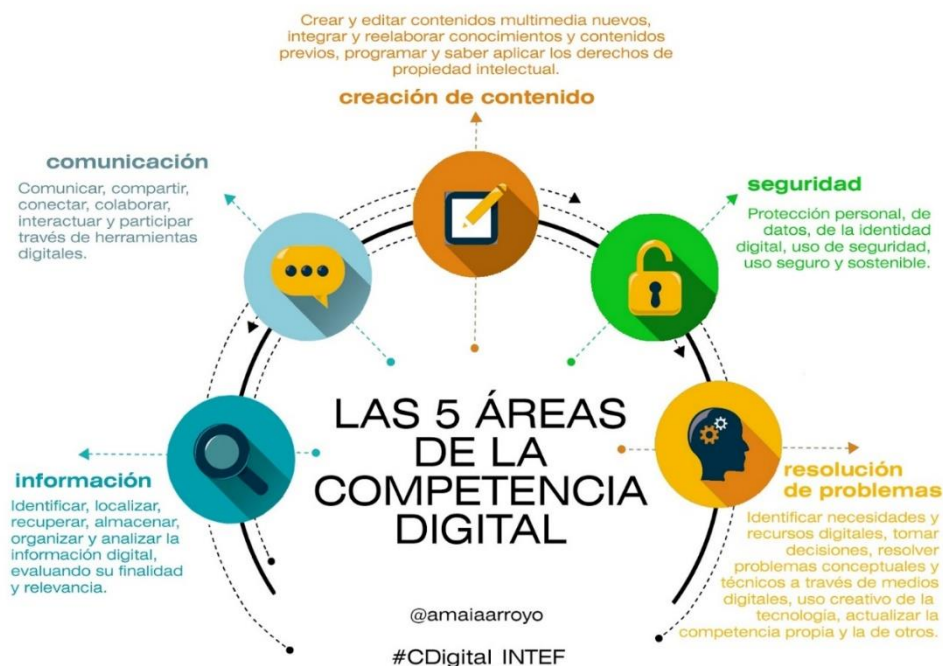 Crear y editar contenidos multimedia nuevos,
integrar y reelaborar conocimientos y contenidos
previos, programar y saber aplicar los derechos de
propiedad intelectual.
creación de contenido
comunicación
Comunicar, compartir,
conectar, colaborar,
interactuar y participar
través de herramientas
digitales.
seguridad
Protección personal, de
datos, de la identidad
digital, uso de seguridad,
uso seguro y sostenible.
información
Identificar, localizar,
recuperar, almacenar,
organizar y analizar la
información digital,
evaluando su finalidad
y relevancia.
LAS 5 ÁREAS
DE LA
COMPETENCIA
DIGITAL
resolución
de problemas
Identificar necesidades y
recursos digitales, tomar
decisiones, resolver
problemas conceptuales y
técnicos a través de medios
digitales, uso creativo de la
tecnología, actualizar la
competencia propia y la de otros.
@amaiaarroyo
#CDigital INTEF